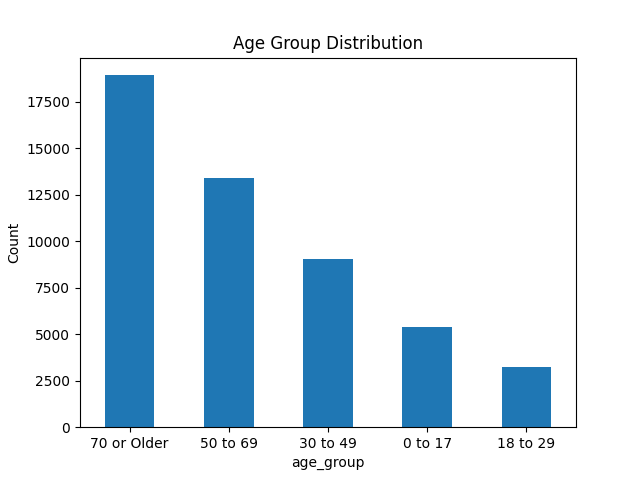 Age Group Distribution
17500
15000
12500
10000
7500
5000
2500
0
Count
70 or Older
50 to 69
30 to 49
0 to 17
18 to 29
age_group